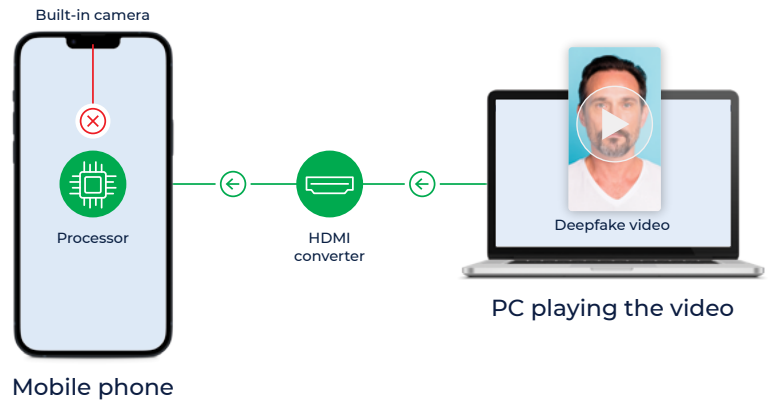 Built-in camera
Processor
HDMI
converter
Deepfake video
PC playing the video
Mobile phone